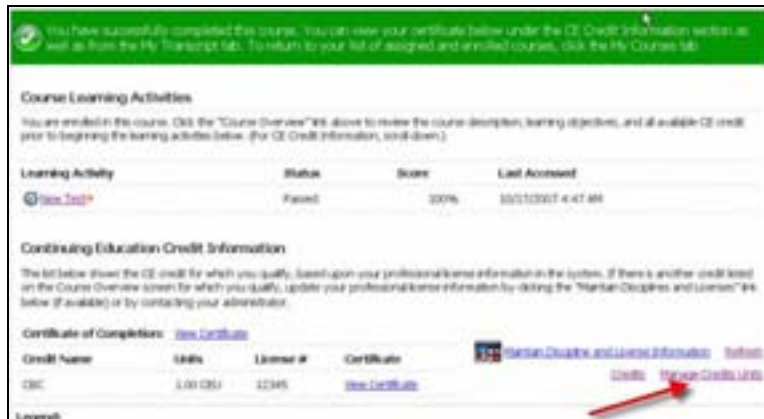 You have successfully completed this course. You can view your certificate below under the CE Credit Information section as
well as from the My Transcript tab. To return to your list of assigned and enrolled courses, click the My Courses tab
Course Learning Activities
You are enrolled in this course. Click the "Course Overview" link above to review the course description, learning objectives, and all available CE credit
prior to beginning the learning activities below. (For CE Credit Information, scroll down.)
Learning Activity Status Score Last Accessed
New Test* Passed 100% 10/17/2007 4:47 AM
Continuing Education Credit Information
The list below shows the CE credit for which you qualify, based upon your professional license information in the system. If there is another credit listed
on the Course Overview screen for which you qualify, update your professional license information by clicking the "Maintain Disciplines and Licenses" link
below (if available) or by contacting your administrator.
Certificate of Completion: View Certificate
Maintain Discipline and License Information Refresh
Credits Manage Credits Units
Credit Name Units License # Certificate
CBC 1.00 CEU 12345 View Certificate
Legend: